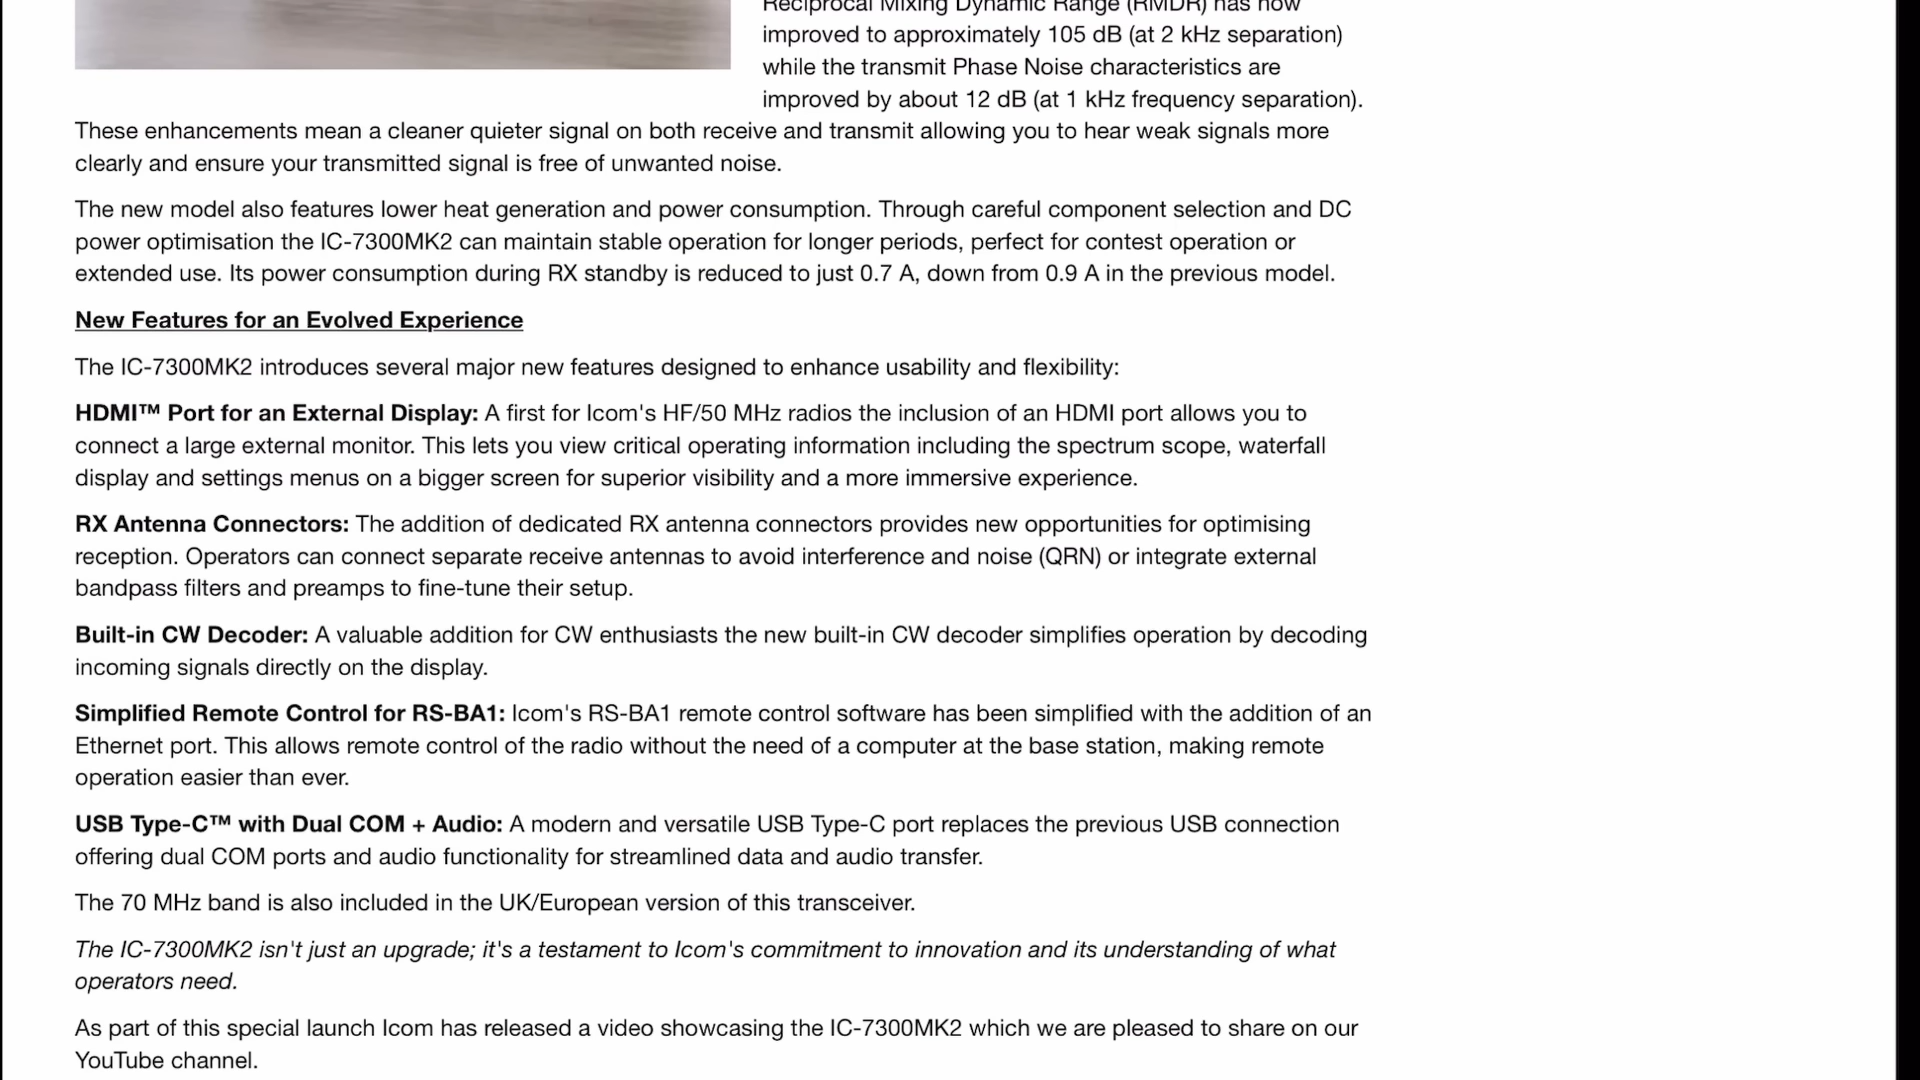 Reciprocal Mixing Dynamic Range (RMDR) has now
improved to approximately 105 dB (at 2 kHz separation)
while the transmit Phase Noise characteristics are
improved by about 12 dB (at 1 kHz frequency separation).
These enhancements mean a cleaner quieter signal on both receive and transmit allowing you to hear weak signals more
clearly and ensure your transmitted signal is free of unwanted noise.
The new model also features lower heat generation and power consumption. Through careful component selection and DC
power optimisation the IC-7300MK2 can maintain stable operation for longer periods, perfect for contest operation or
extended use. Its power consumption during RX standby is reduced to just 0.7 A, down from 0.9 A in the previous model.
New Features for an Evolved Experience
The IC-7300MK2 introduces several major new features designed to enhance usability and flexibility:
HDMI™ Port for an External Display: A first for Icom's HF/50 MHz radios the inclusion of an HDMI port allows you to
connect a large external monitor. This lets you view critical operating information including the spectrum scope, waterfall
display and settings menus on a bigger screen for superior visibility and a more immersive experience.
RX Antenna Connectors: The addition of dedicated RX antenna connectors provides new opportunities for optimising
reception. Operators can connect separate receive antennas to avoid interference and noise (QRN) or integrate external
bandpass filters and preamps to fine-tune their setup.
Built-in CW Decoder: A valuable addition for CW enthusiasts the new built-in CW decoder simplifies operation by decoding
incoming signals directly on the display.
Simplified Remote Control for RS-BA1: Icom's RS-BA1 remote control software has been simplified with the addition of an
Ethernet port. This allows remote control of the radio without the need of a computer at the base station, making remote
operation easier than ever.
USB Type-C™ with Dual COM + Audio: A modern and versatile USB Type-C port replaces the previous USB connection
offering dual COM ports and audio functionality for streamlined data and audio transfer.
The 70 MHz band is also included in the UK/European version of this transceiver.
The IC-7300MK2 isn't just an upgrade; it's a testament to Icom's commitment to innovation and its understanding of what
operators need.
As part of this special launch Icom has released a video showcasing the IC-7300MK2 which we are pleased to share on our
YouTube channel.